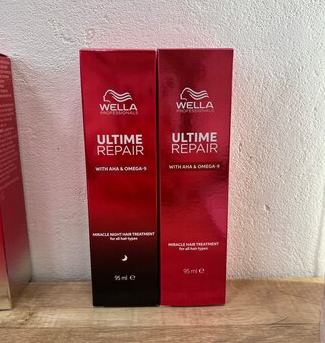 WELLA
PROFESSIONALS
ULTIME
REPAIR
WITH AHA & OMEGA-9
MIRACLE NIGHT HAIR TREATMENT
for all hair types
95 ml ℮
WELLA
PROFESSIONALS
ULTIME
REPAIR
WITH AHA & OMEGA-9
MIRACLE HAIR TREATMENT
for all hair types
95 ml ℮